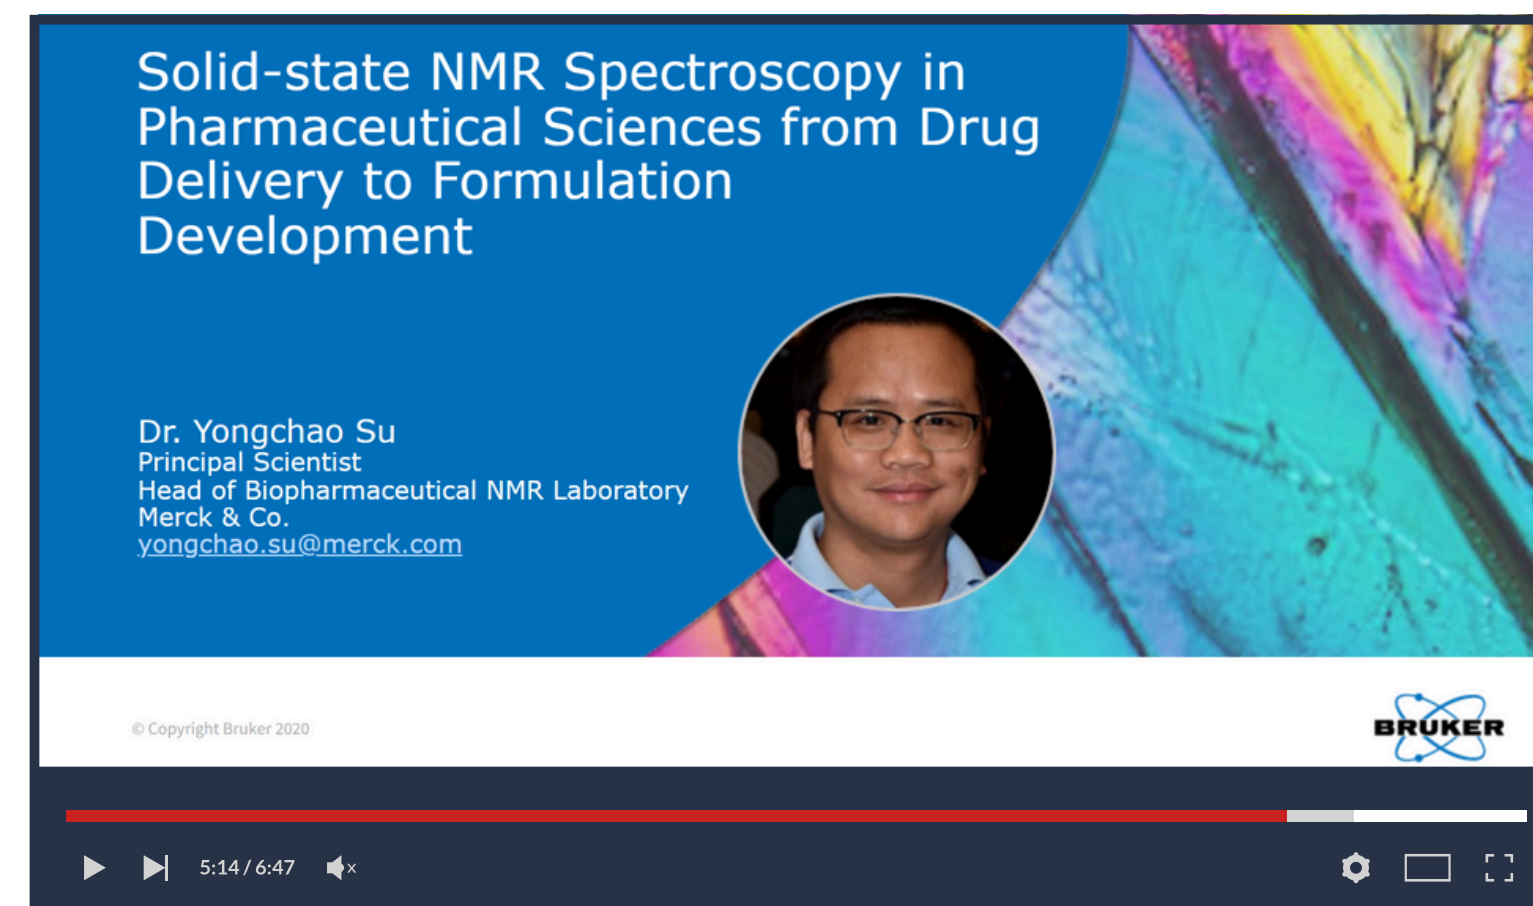 Solid-state NMR Spectroscopy in
Pharmaceutical Sciences from Drug
Delivery to Formulation
Development
Dr. Yongchao Su
Principal Scientist
Head of Biopharmaceutical NMR Laboratory
Merck & Co.
yongchao.su@merck.com
© Copyright Bruker 2020
BRUKER
5:14 / 6:47